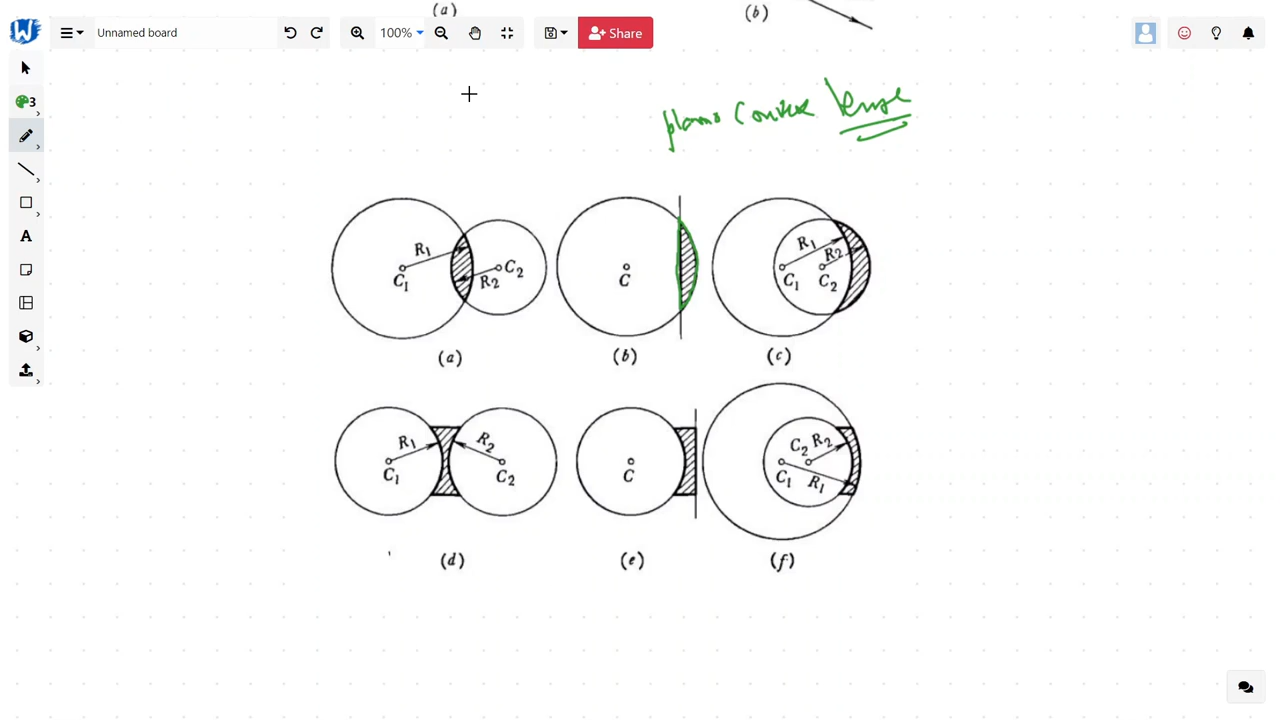 (a) (b)
Unnamed board 100% Share
3
plano Convex lense
A
R1 C1 R2 C2
C
R1 R2 C1 C2
(a) (b) (c)
R1 C1 R2 C2
C
C2 R2 C1 R1
(d) (e) (f)